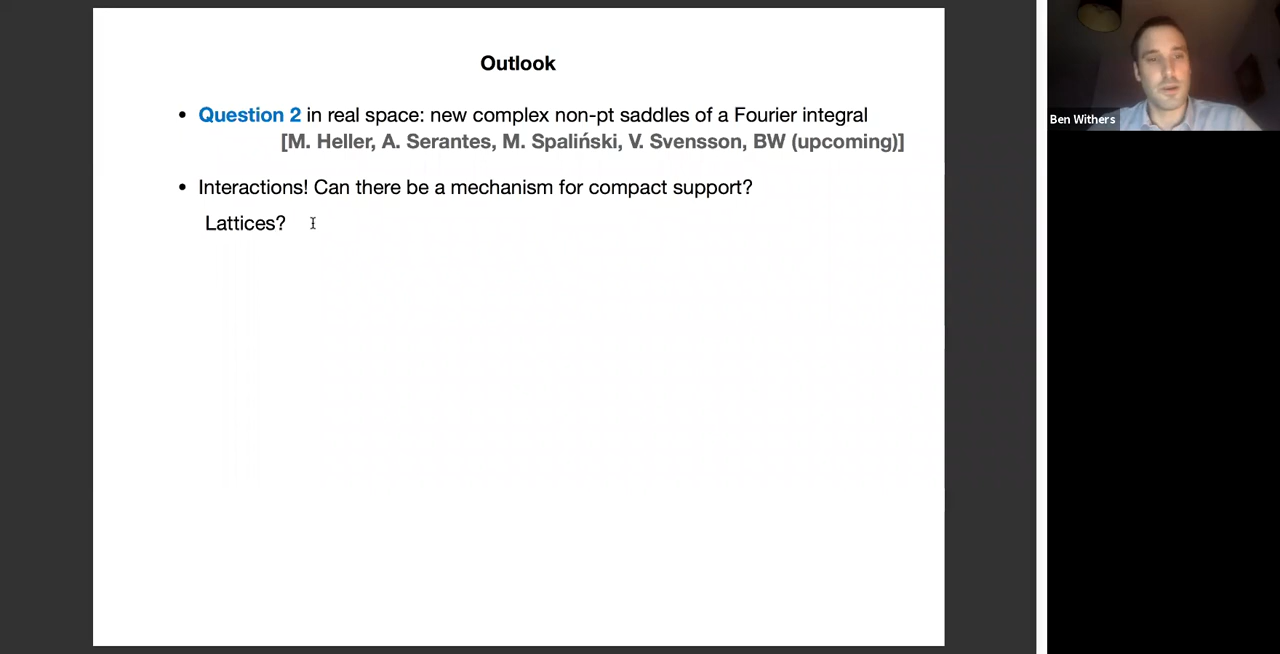 Outlook
• Question 2 in real space: new complex non-pt saddles of a Fourier integral
[M. Heller, A. Serantes, M. Spaliński, V. Svensson, BW (upcoming)]
• Interactions! Can there be a mechanism for compact support?
Lattices?
Ben Withers